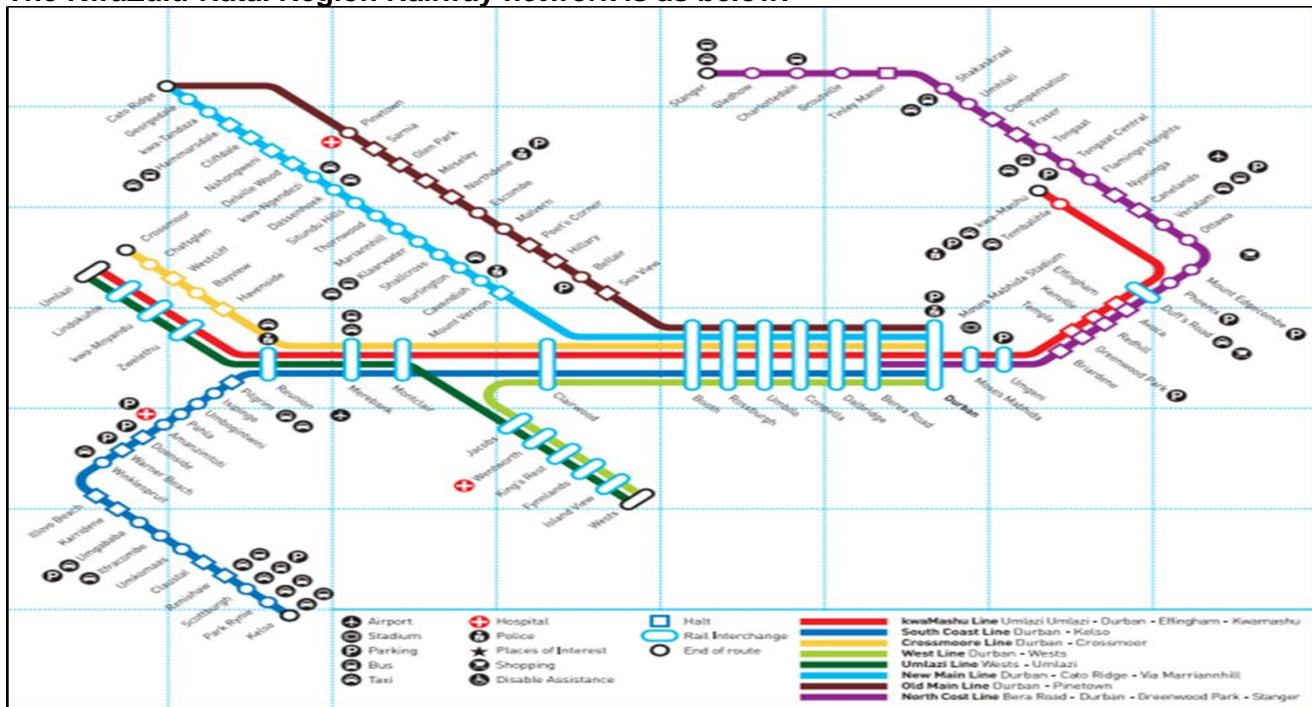 The KwaZulu-Natal Region Railway network is as below:
Cato Ridge
Georgedale
kwa-Tandaza
Hammarsdale
Cliffdale
Nshongweni
Delville Wood
kwa-Ngendezi
Dassenhoek
Situndu Hills
Thornwood
Mariannhill
Klaarwater
Shallcross
Burlington
Cavendish
Mount Vernon
Pinetown
Sarnia
Glen Park
Moseley
Northdene
Escombe
Malvern
Poet's Corner
Hillary
Bellair
Sea View
Stanger
Gledhow
Charlottedale
Groutville
Tinley Manor
Shakaskraal
Umhlali
Compensation
Fraser
Tongaat
Tongaat Central
Flamingo Heights
Nyoninga
Canelands
Verulam
Ottawa
Mount Edgecombe
Phoenix
Duff's Road
Avoca
Redhill
Greenwood Park
Briardene
kwa-Mashu
Tembalihle
Moses Mabhida Stadium
Effingham
Kenville
Temple
Umgeni
Moses Mabhida
Durban
Berea Road
Dalbridge
Congella
Umbilo
Rossburgh
Booth
Clairwood
Montclair
Merebank
Reunion
Crossmoor
Chatsglen
Westcliff
Bayview
Havenside
Umlazi
Lindokuhle
kwa-Mnyandu
Zwelethu
Pilgrim
Isipingo
Umbogintwini
Pahla
Amanzimtoti
Doonside
Warner Beach
Winklespruit
Illovo Beach
Karridene
Umgababa
Ilfracombe
Umkomaas
Claustal
Renishaw
Scottburgh
Park Rynie
Kelso
Jacobs
Wentworth
King's Rest
Fynnlands
Island View
Wests
Airport
Stadium
Parking
Bus
Taxi
Hospital
Police
Places of Interest
Shopping
Disable Assistance
Halt
Rail Interchange
End of route
kwaMashu Line Umlazi Umlazi - Durban - Effingham - Kwamashu
South Coast Line Durban - Kelso
Crossmoore Line Durban - Crossmoor
West Line Durban - Wests
Umlazi Line Wests - Umlazi
New Main Line Durban - Cato Ridge - Via Marriannhill
Old Main Line Durban - Pinetown
North Cost Line Bera Road - Durban - Greenwood Park - Stanger